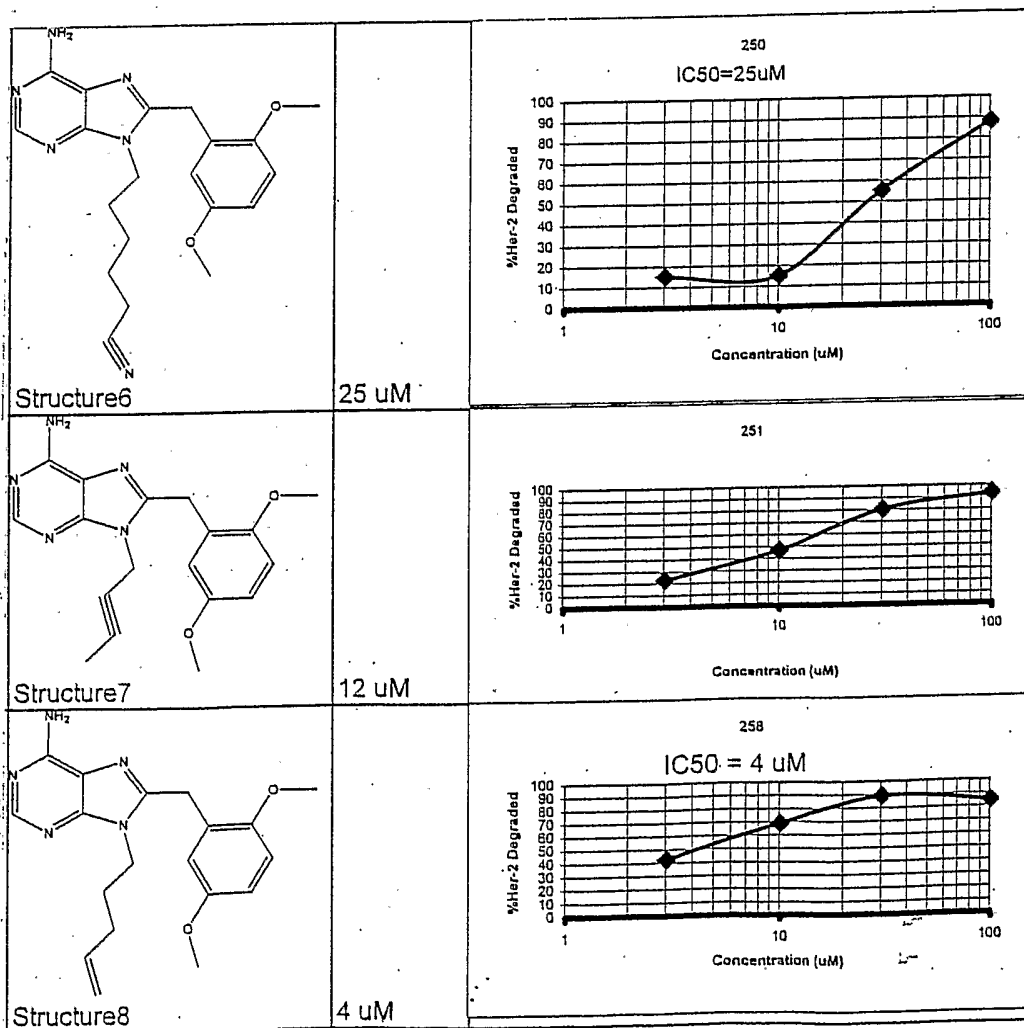 NH₂
N
N
N
N
O
O
N
Structure6
25 uM
250
IC50=25uM
100
90
80
70
60
50
40
30
20
10
0
%Her-2 Degraded
1
10
100
Concentration (uM)
NH₂
N
N
N
N
O
O
Structure7
12 uM
251
100
90
80
70
60
50
40
30
20
10
0
%Her-2 Degraded
1
10
100
Concentration (uM)
NH₂
N
N
N
N
O
O
Structure8
4 uM
258
IC50 = 4 uM
100
90
80
70
60
50
40
30
20
10
0
%Her-2 Degraded
1
10
100
Concentration (uM)